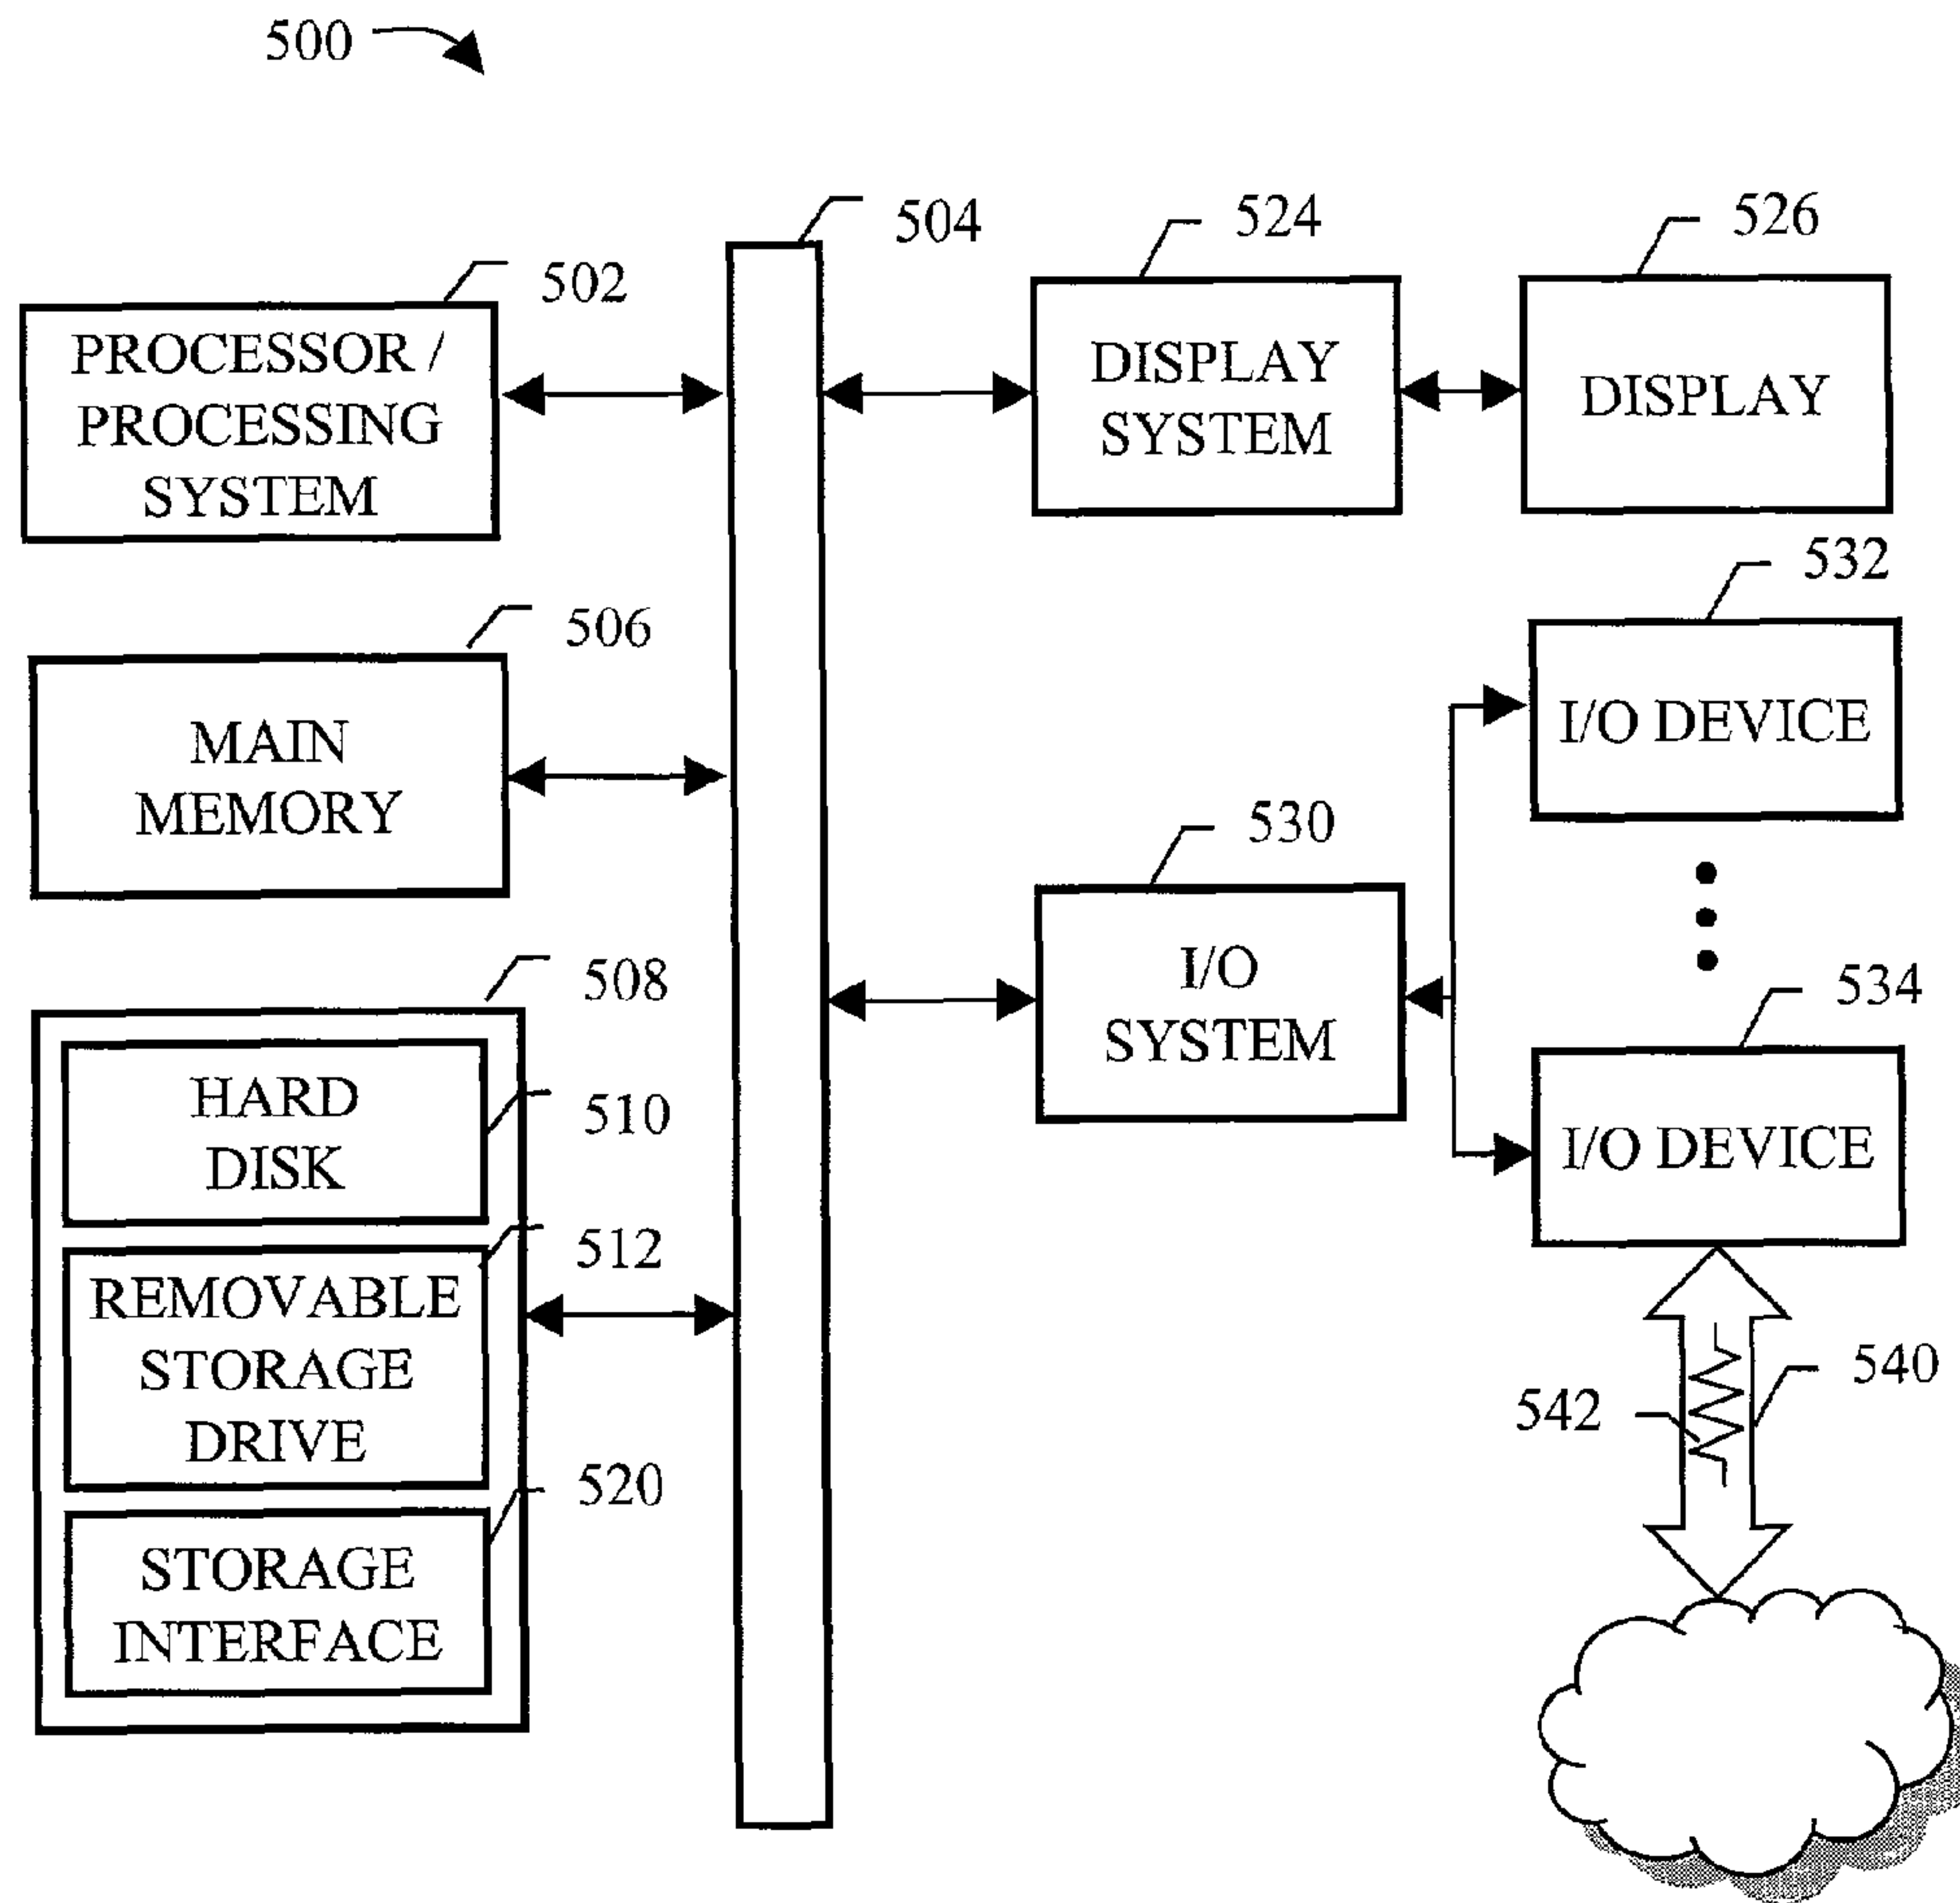 500
504
524
526
502
PROCESSOR /
PROCESSING
SYSTEM
DISPLAY
SYSTEM
DISPLAY
532
506
I/O DEVICE
MAIN
MEMORY
530
508
I/O
SYSTEM
534
HARD
DISK
510
I/O DEVICE
512
REMOVABLE
STORAGE
DRIVE
540
542
520
STORAGE
INTERFACE